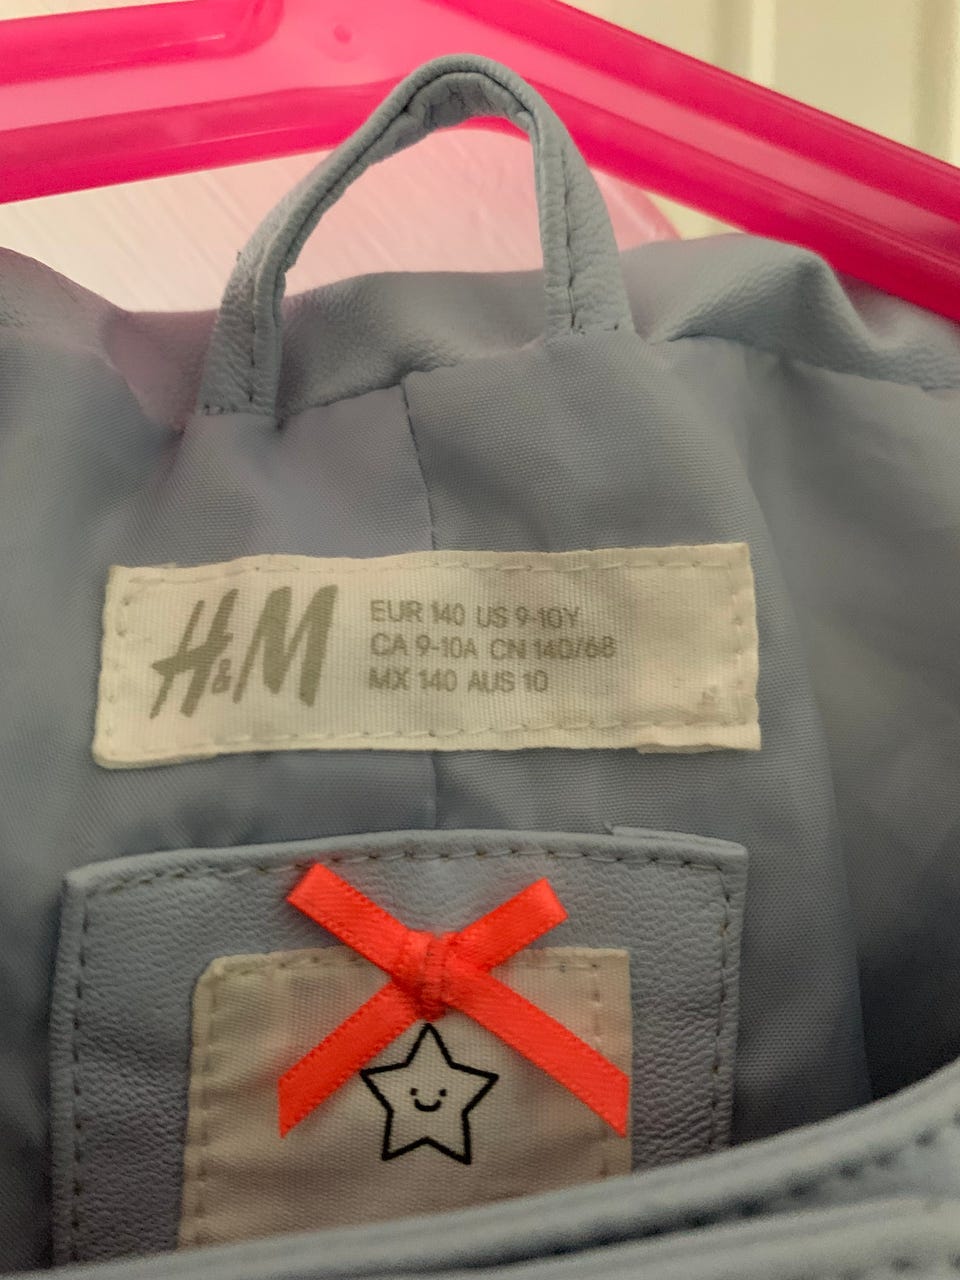 H&M
EUR 140 US 9-10Y
CA 9-10A CN 140/68
MX 140 AUS 10